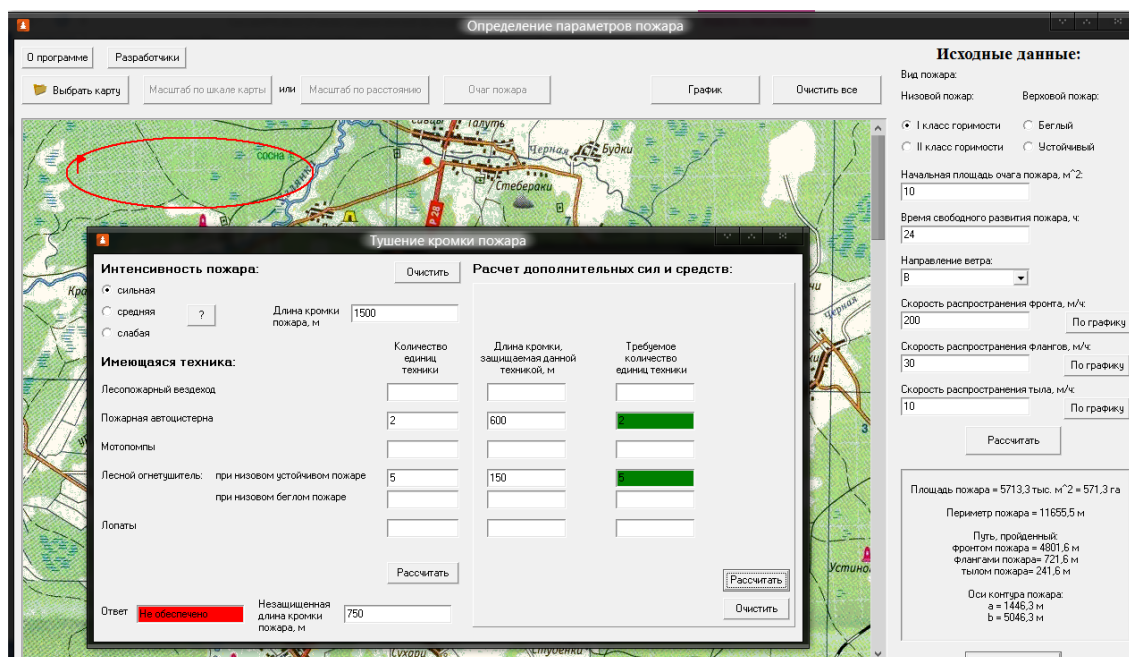 Определение параметров пожара
О программе
Разработчики
Выбрать карту
Масштаб по шкале карты
или
Масштаб по расстоянию
Очаг пожара
График
Очистить все
Исходные данные:
Вид пожара:
Низовой пожар:
Верховой пожар:
I класс горимости
Беглый
II класс горимости
Устойчивый
Начальная площадь очага пожара, м^2:
10
Время свободного развития пожара, ч:
24
Направление ветра:
В
Скорость распространения фронта, м/ч:
200
По графику
Скорость распространения флангов, м/ч:
30
По графику
Скорость распространения тыла, м/ч:
10
По графику
Рассчитать
Площадь пожара = 5713,3 тыс. м^2 = 571,3 га
Периметр пожара = 11655,5 м
Путь, пройденный:
фронтом пожара = 4801,6 м
флангами пожара= 721,6 м
тылом пожара= 241,6 м
Оси контура пожара:
a = 1446,3 м
b = 5046,3 м
Талуть
сосна
Черная
Будки
Стебераки
Р 28
7
Черная
3
Сухари
Студенки
Тушение кромки пожара
Интенсивность пожара:
Очистить
Расчет дополнительных сил и средств:
сильная
средняя
?
слабая
Длина кромки
пожара, м
1500
Имеющаяся техника:
Количество
единиц
техники
Длина кромки,
защищаемая данной
техникой, м
Требуемое
количество
единиц техники
Лесопожарный вездеход
Пожарная автоцистерна
2
600
2
Мотопомпы
Лесной огнетушитель:
при низовом устойчивом пожаре
5
150
5
при низовом беглом пожаре
Лопаты
Рассчитать
Рассчитать
Очистить
Ответ
Не обеспечено
Незащищенная
длина кромки
пожара, м
750